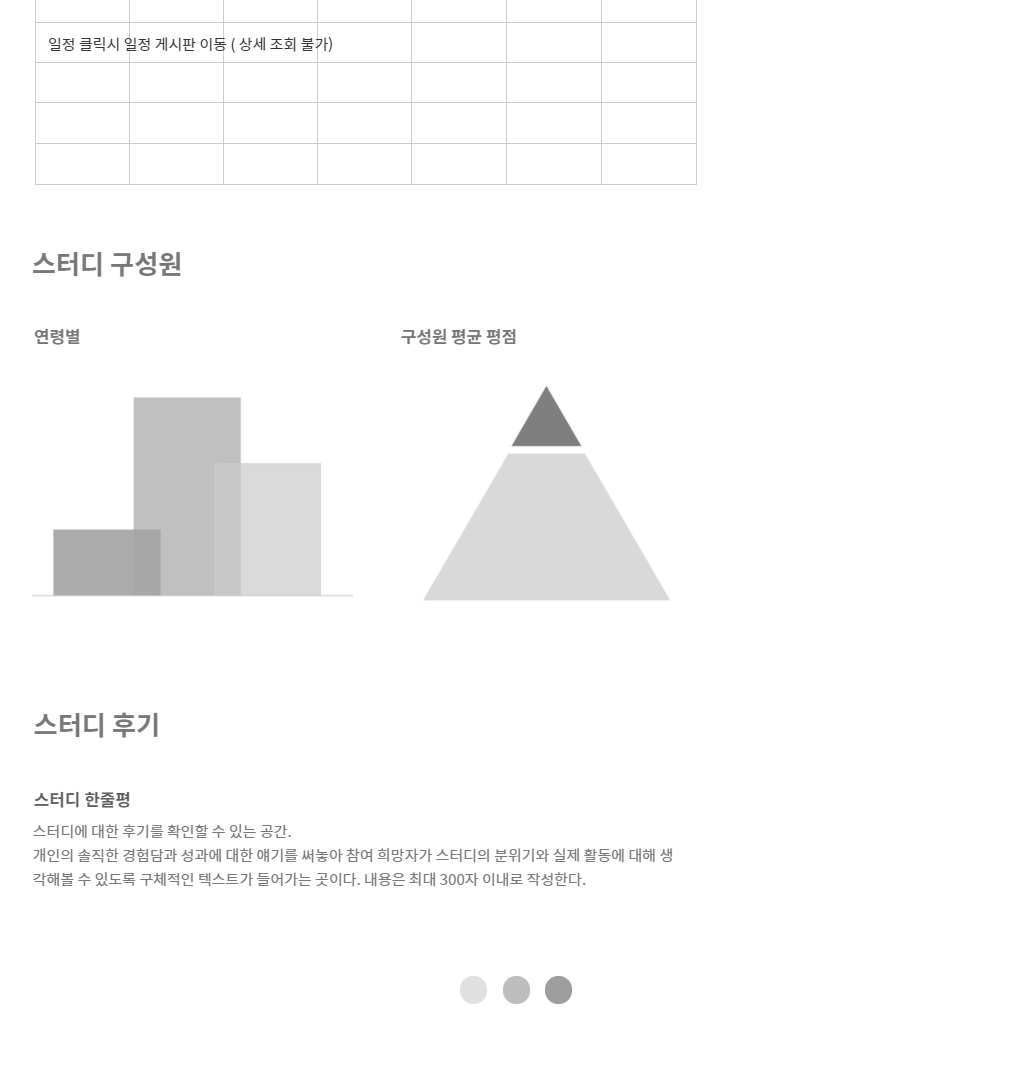 일정 클릭시 일정 게시판 이동 ( 상세 조회 불가)
스터디 구성원
연령별
구성원 평균 평점
스터디 후기
스터디 한줄평
스터디에 대한 후기를 확인할 수 있는 공간.
개인의 솔직한 경험담과 성과에 대한 얘기를 써놓아 참여 희망자가 스터디의 분위기와 실제 활동에 대해 생
각해볼 수 있도록 구체적인 텍스트가 들어가는 곳이다. 내용은 최대 300자 이내로 작성한다.